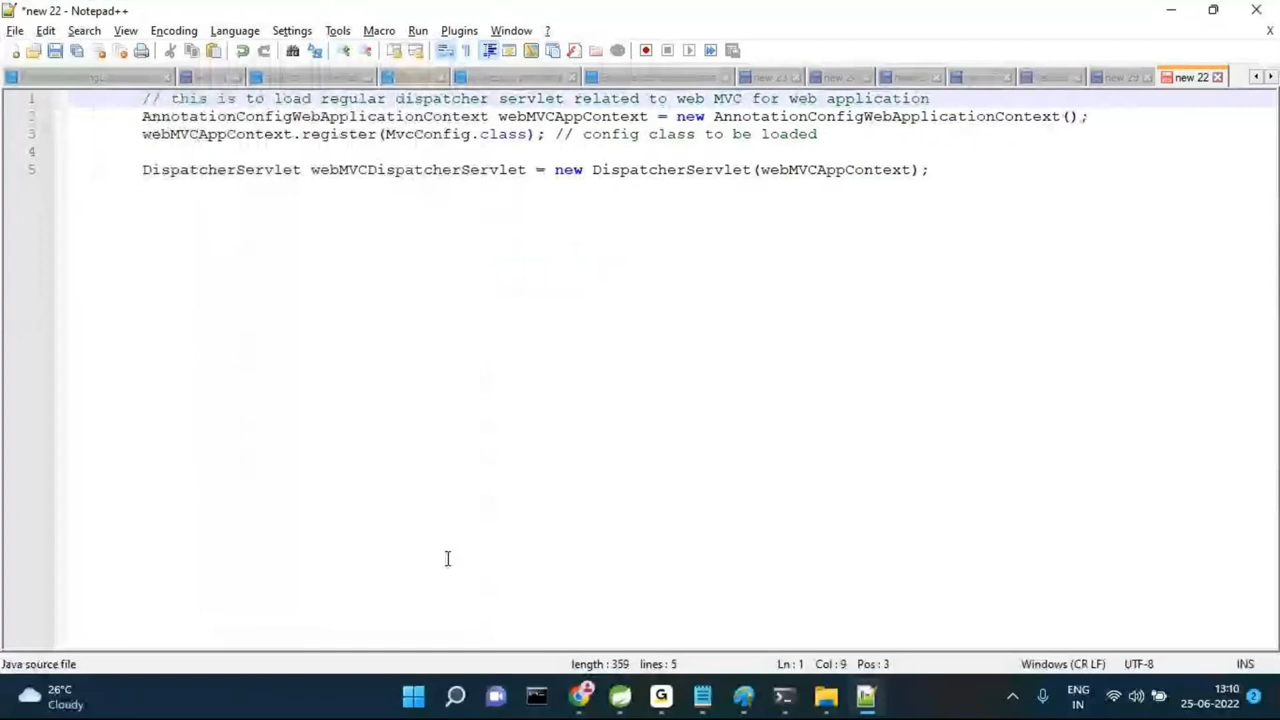 *new 22 - Notepad++
File Edit Search View Encoding Language Settings Tools Macro Run Plugins Window ?
new 22
1 // this is to load regular dispatcher servlet related to web MVC for web application
2 AnnotationConfigWebApplicationContext webMVCAppContext = new AnnotationConfigWebApplicationContext();
3 webMVCAppContext.register(MvcConfig.class); // config class to be loaded
4
5 DispatcherServlet webMVCDispatcherServlet = new DispatcherServlet(webMVCAppContext);
Java source file length : 359 lines : 5 Ln : 1 Col : 9 Pos : 3 Windows (CR LF) UTF-8 INS
26°C
Cloudy
ENG
IN
13:10
25-06-2022